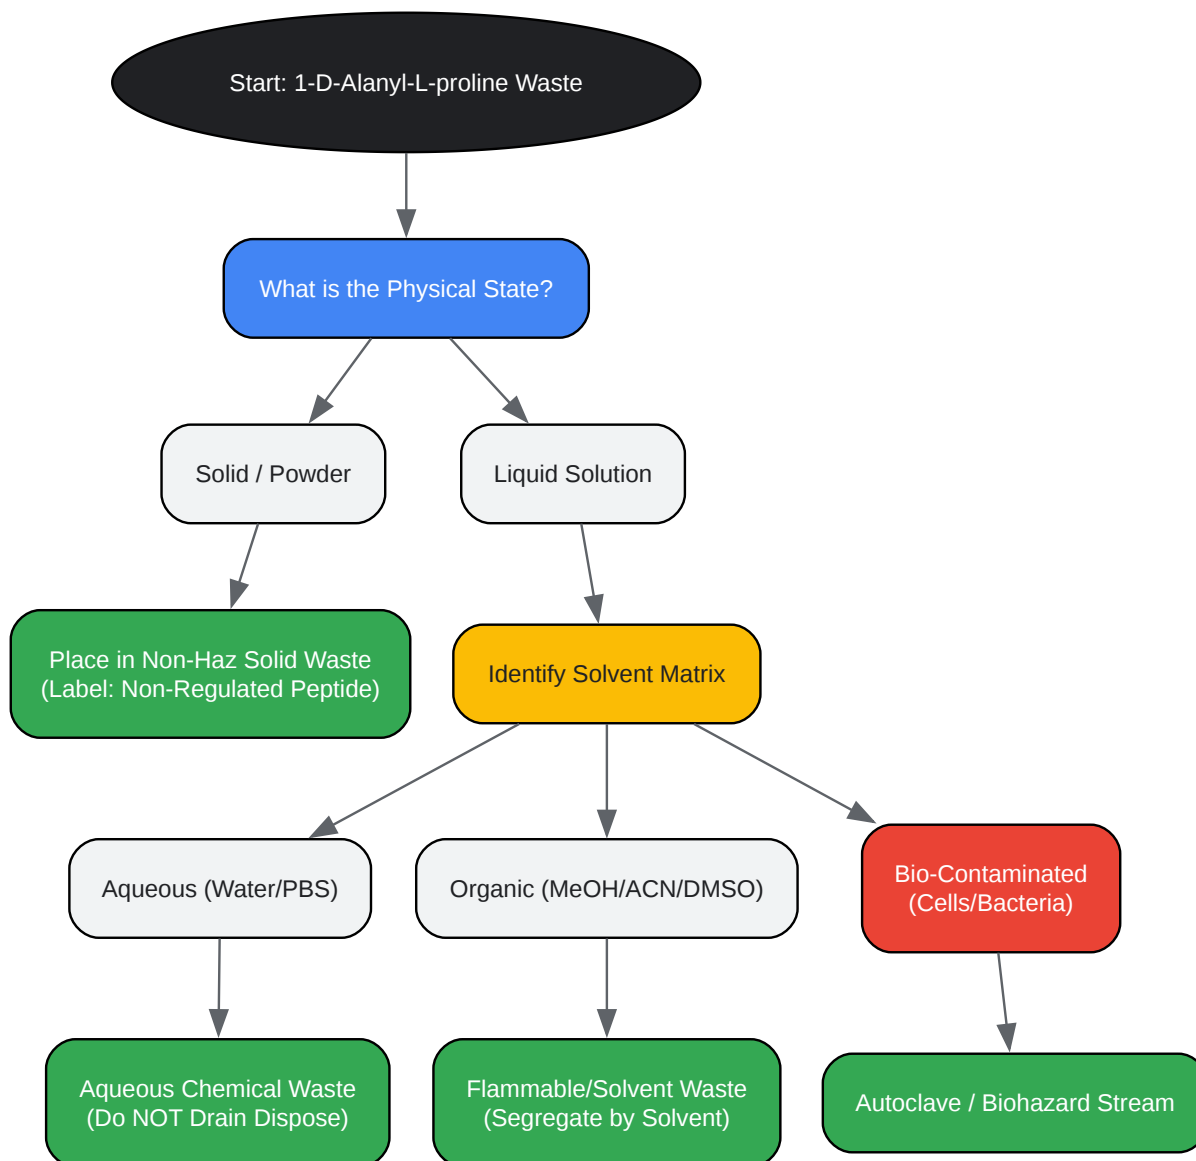 Start: 1-D-Alanyl-L-proline Waste
What is the Physical State?
Solid / Powder
Liquid Solution
Place in Non-Haz Solid Waste
(Label: Non-Regulated Peptide)
Identify Solvent Matrix
Aqueous (Water/PBS)
Organic (MeOH/ACN/DMSO)
Bio-Contaminated
(Cells/Bacteria)
Aqueous Chemical Waste
(Do NOT Drain Dispose)
Flammable/Solvent Waste
(Segregate by Solvent)
Autoclave / Biohazard Stream